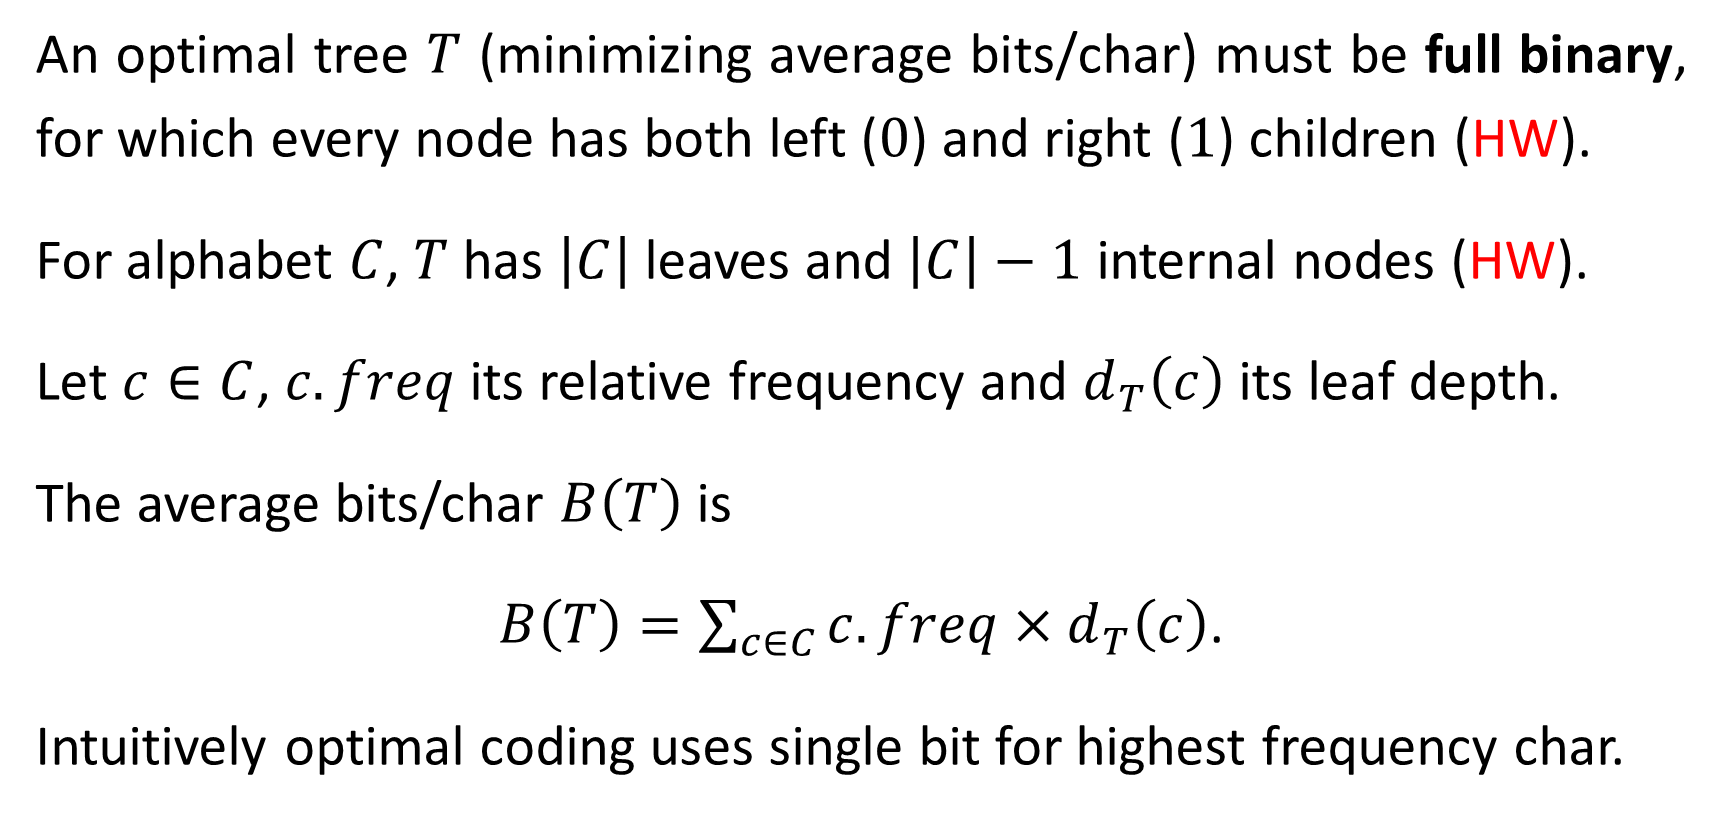 An optimal tree 𝑇 (minimizing average bits/char) must be full binary,
for which every node has both left (0) and right (1) children (HW).
For alphabet 𝐶, 𝑇 has |𝐶| leaves and |𝐶| − 1 internal nodes (HW).
Let 𝑐 ∈ 𝐶, 𝑐. 𝑓𝑟𝑒𝑞 its relative frequency and 𝑑_𝑇(𝑐) its leaf depth.
The average bits/char 𝐵(𝑇) is
𝐵(𝑇) = ∑_{𝑐∈𝐶} 𝑐. 𝑓𝑟𝑒𝑞 × 𝑑_𝑇(𝑐).
Intuitively optimal coding uses single bit for highest frequency char.